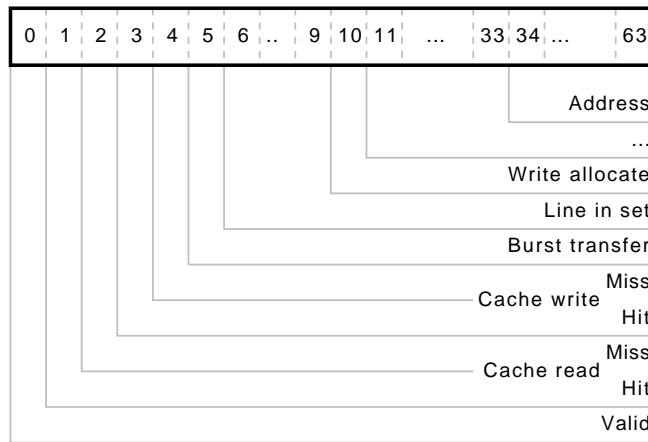 0 1 2 3 4 5 6 .. 9 10 11 ... 33 34 ... 63
Address
...
Write allocate
Line in set
Burst transfer
Miss
Cache write
Hit
Miss
Cache read
Hit
Valid